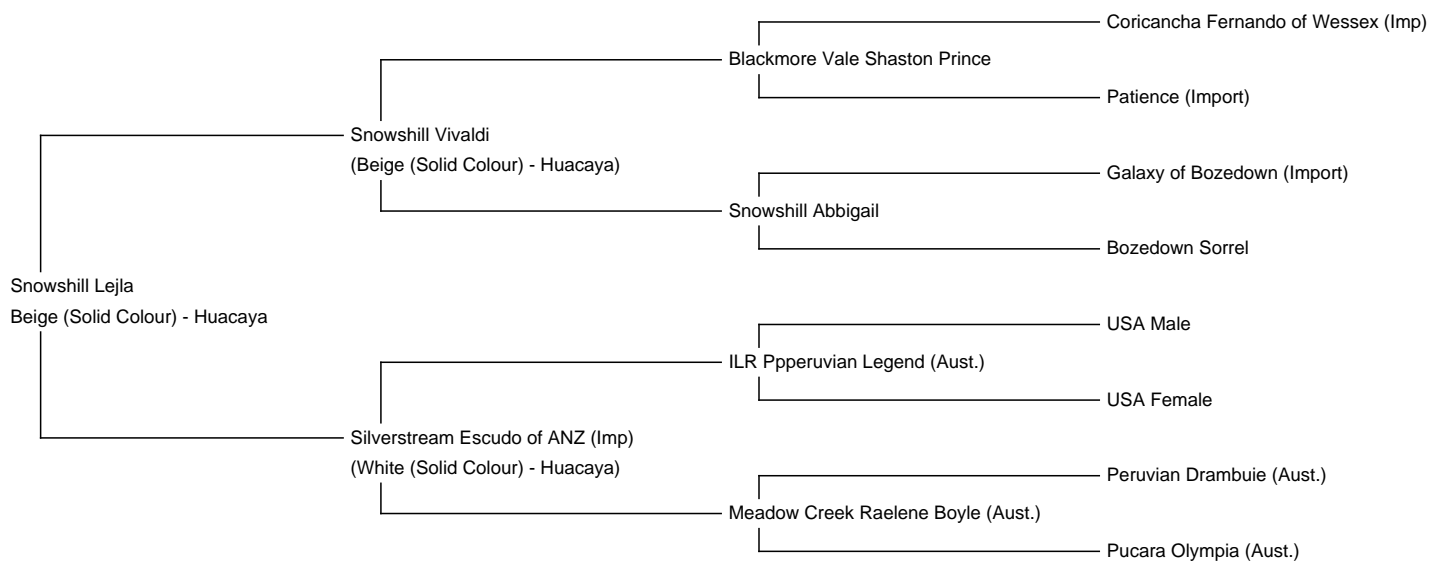 Coricancha Fernando of Wessex (Imp)
Blackmore Vale Shaston Prince
Patience (Import)
Snowshill Vivaldi
(Beige (Solid Colour) - Huacaya)
Galaxy of Bozedown (Import)
Snowshill Abbigail
Bozedown Sorrel
Snowshill Lejla
Beige (Solid Colour) - Huacaya
USA Male
ILR Ppperuvian Legend (Aust.)
USA Female
Silverstream Escudo of ANZ (Imp)
(White (Solid Colour) - Huacaya)
Peruvian Drambuie (Aust.)
Meadow Creek Raelene Boyle (Aust.)
Pucara Olympia (Aust.)